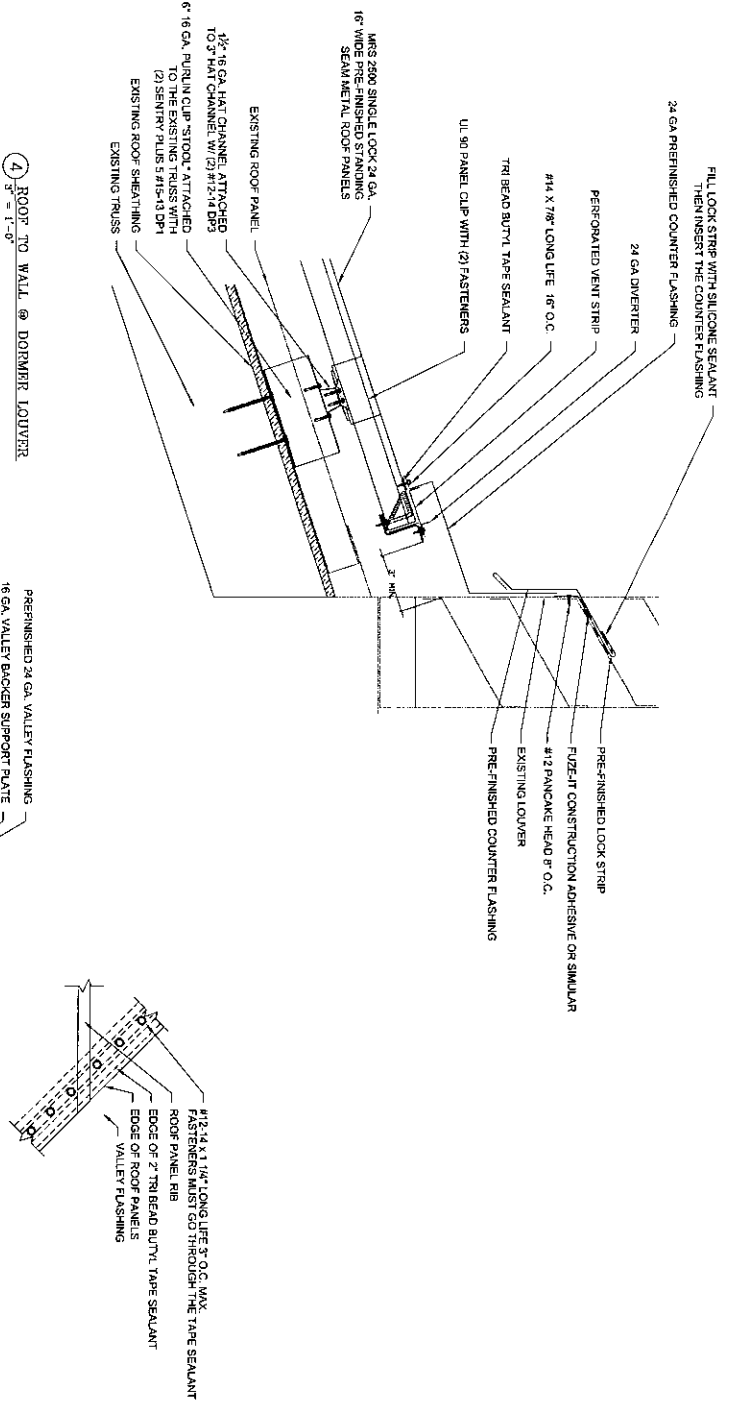 FILL LOCK STRIP WITH SILICONE SEALANT
THEN INSERT THE COUNTER FLASHING
24 GA PREFINISHED COUNTER FLASHING
24 GA DIVERTER
PERFORATED VENT STRIP
#14 X 7/8" LONG LIFE 16" O.C.
TRI BEAD BUTYL TAPE SEALANT
UL 90 PANEL CLIP WITH (2) FASTENERS
MRS 2500 SINGLE LOCK 24 GA.
16" WIDE PRE-FINISHED STANDING
SEAM METAL ROOF PANELS
EXISTING ROOF PANEL
1½" 16 GA. HAT CHANNEL ATTACHED
TO 3" HAT CHANNEL W/ (2) #12-14 DP3
6" 16 GA. PURLIN CLIP "STOOL" ATTACHED
TO THE EXISTING TRUSS WITH
(2) SENTRY PLUS 5 #15-13 DP1
EXISTING ROOF SHEATHING
EXISTING TRUSS
3" MIN.
PRE-FINISHED LOCK STRIP
FUZE-IT CONSTRUCTION ADHESIVE OR SIMULAR
#12 PANCAKE HEAD 8" O.C.
EXISTING LOUVER
PRE-FINISHED COUNTER FLASHING
4 ROOF TO WALL @ DORMER LOUVER
3" = 1'-0"
PREFINISHED 24 GA. VALLEY FLASHING
16 GA. VALLEY BACKER SUPPORT PLATE
#12-14 x 1 1/4" LONG LIFE 3" O.C. MAX.
FASTENERS MUST GO THROUGH THE TAPE SEALANT
ROOF PANEL RIB
EDGE OF 2" TRI BEAD BUTYL TAPE SEALANT
EDGE OF ROOF PANELS
VALLEY FLASHING